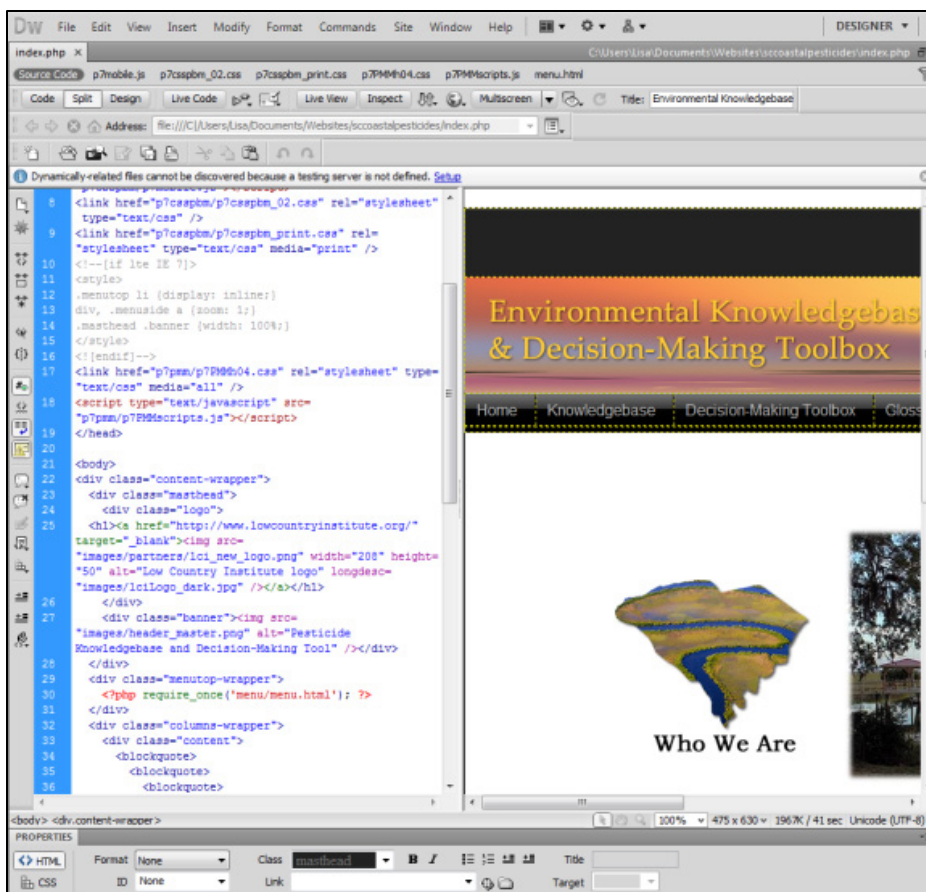 DW File Edit View Insert Modify Format Commands Site Window Help DESIGNER
index.php × C:\Users\Lisa\Documents\Websites\sccoastalpesticides\index.php
Source Code p7mobile.js p7csspbm_02.css p7csspbm_print.css p7PMMh04.css p7PMMscripts.js menu.html
Code Split Design Live Code Live View Inspect Multiscreen Title: Environmental Knowledgebase
Address: file:///C|/Users/Lisa/Documents/Websites/sccoastalpesticides/index.php
Dynamically-related files cannot be discovered because a testing server is not defined. Setup
"p7csspbm/p7mobile.js"></script>
8 <link href="p7csspbm/p7csspbm_02.css" rel="stylesheet"
type="text/css" />
9 <link href="p7csspbm/p7csspbm_print.css" rel=
"stylesheet" type="text/css" media="print" />
10 <!--[if lte IE 7]>
11 <style>
12 .menutop li {display: inline;}
13 div, .menuside a {zoom: 1;}
14 .masthead .banner {width: 100%;}
15 </style>
16 <![endif]-->
17 <link href="p7pmm/p7PMMh04.css" rel="stylesheet" type=
"text/css" media="all" />
18 <script type="text/javascript" src=
"p7pmm/p7PMMscripts.js"></script>
19 </head>
20
21 <body>
22 <div class="content-wrapper">
23 <div class="masthead">
24 <div class="logo">
25 <h1><a href="http://www.lowcountryinstitute.org/"
target="_blank"><img src=
"images/partners/lci_new_logo.png" width="208" height=
"50" alt="Low Country Institute logo" longdesc=
"images/lciLogo_dark.jpg" /></a></h1>
26 </div>
27 <div class="banner"><img src=
"images/header_master.png" alt="Pesticide
Knowledgebase and Decision-Making Tool" /></div>
28 </div>
29 <div class="menutop-wrapper">
30 <?php require_once('menu/menu.html'); ?>
31 </div>
32 <div class="columns-wrapper">
33 <div class="content">
34 <blockquote>
35 <blockquote>
36 <blockquote>
Environmental Knowledgebas
& Decision-Making Toolbox
Home Knowledgebase Decision-Making Toolbox Gloss
Who We Are
<body> <div.content-wrapper> 100% 475 x 630 1967K / 41 sec Unicode (UTF-8)
PROPERTIES
<> HTML Format None Class masthead B I Title
CSS ID None Link Target